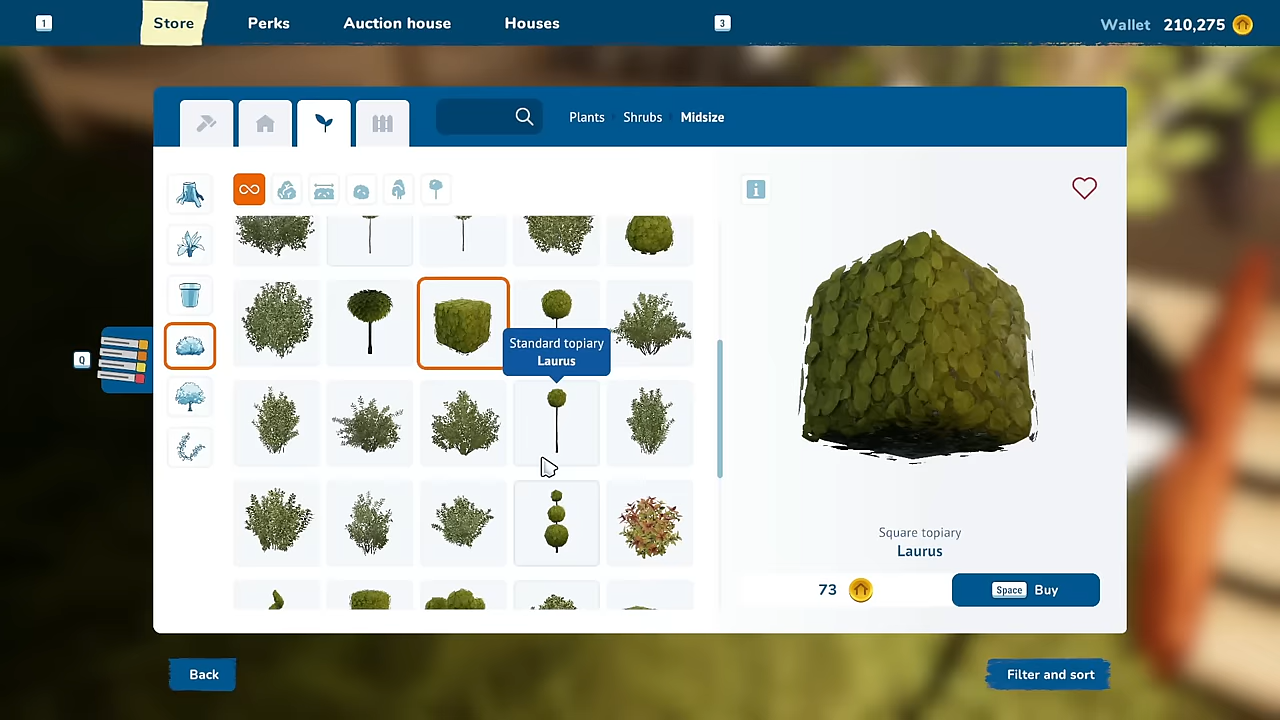 1
Store
Perks
Auction house
Houses
3
Wallet 210,275
Plants
Shrubs
Midsize
Standard topiary
Laurus
Q
Square topiary
Laurus
73
Space Buy
Back
Filter and sort